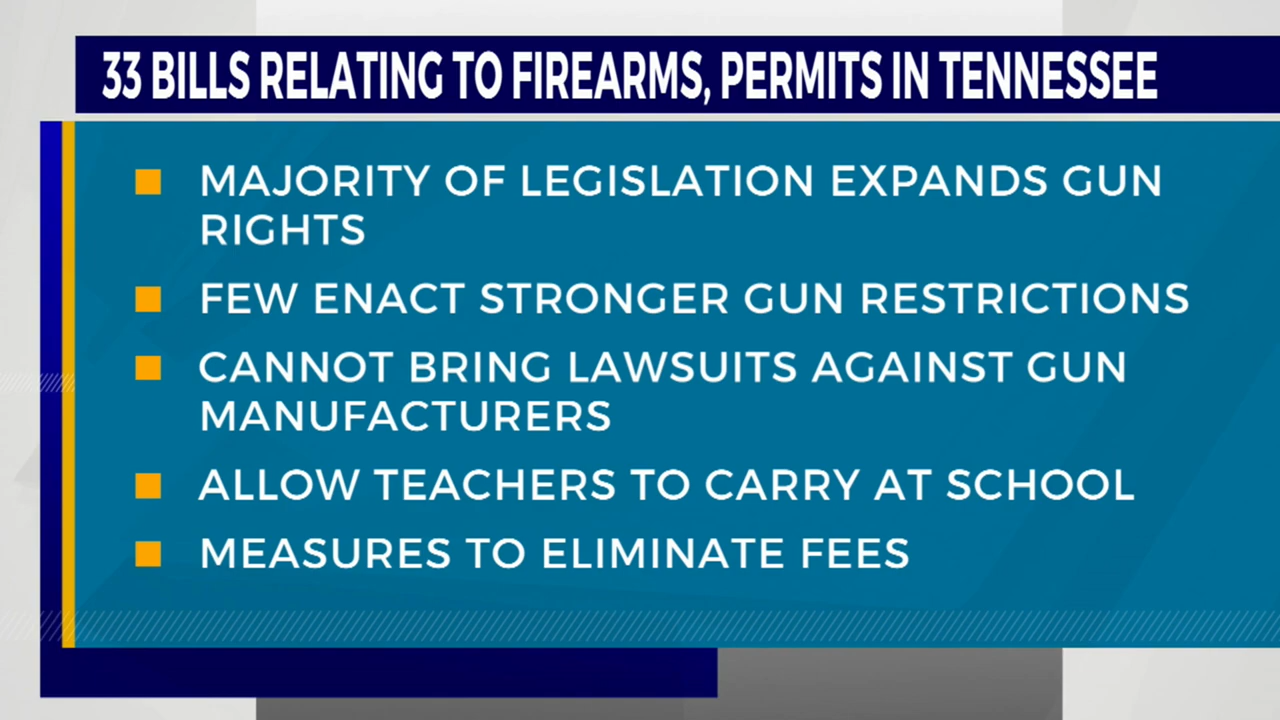 33 BILLS RELATING TO FIREARMS, PERMITS IN TENNESSEE
MAJORITY OF LEGISLATION EXPANDS GUN
RIGHTS
FEW ENACT STRONGER GUN RESTRICTIONS
CANNOT BRING LAWSUITS AGAINST GUN
MANUFACTURERS
ALLOW TEACHERS TO CARRY AT SCHOOL
MEASURES TO ELIMINATE FEES